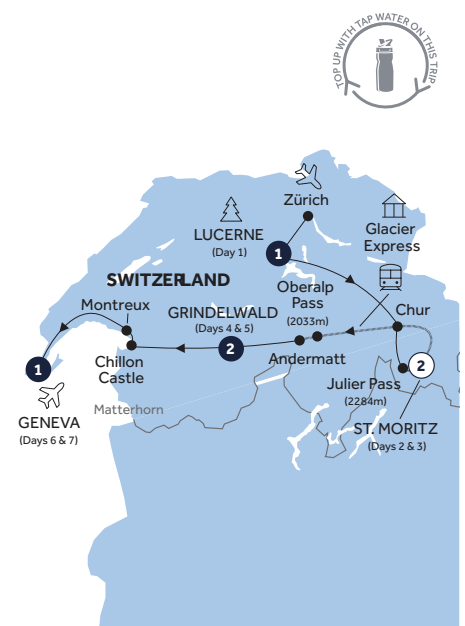 TOP UP WITH TAP WATER ON THIS TRIP
Zürich
LUCERNE
(Day 1)
1
Glacier
Express
SWITZERLAND
Oberalp
Pass
(2033m)
Montreux
GRINDELWALD
(Days 4 & 5)
Chur
2
Chillon
Castle
Andermatt
1
2
Julier Pass
(2284m)
Matterhorn
GENEVA
(Days 6 & 7)
ST. MORITZ
(Days 2 & 3)